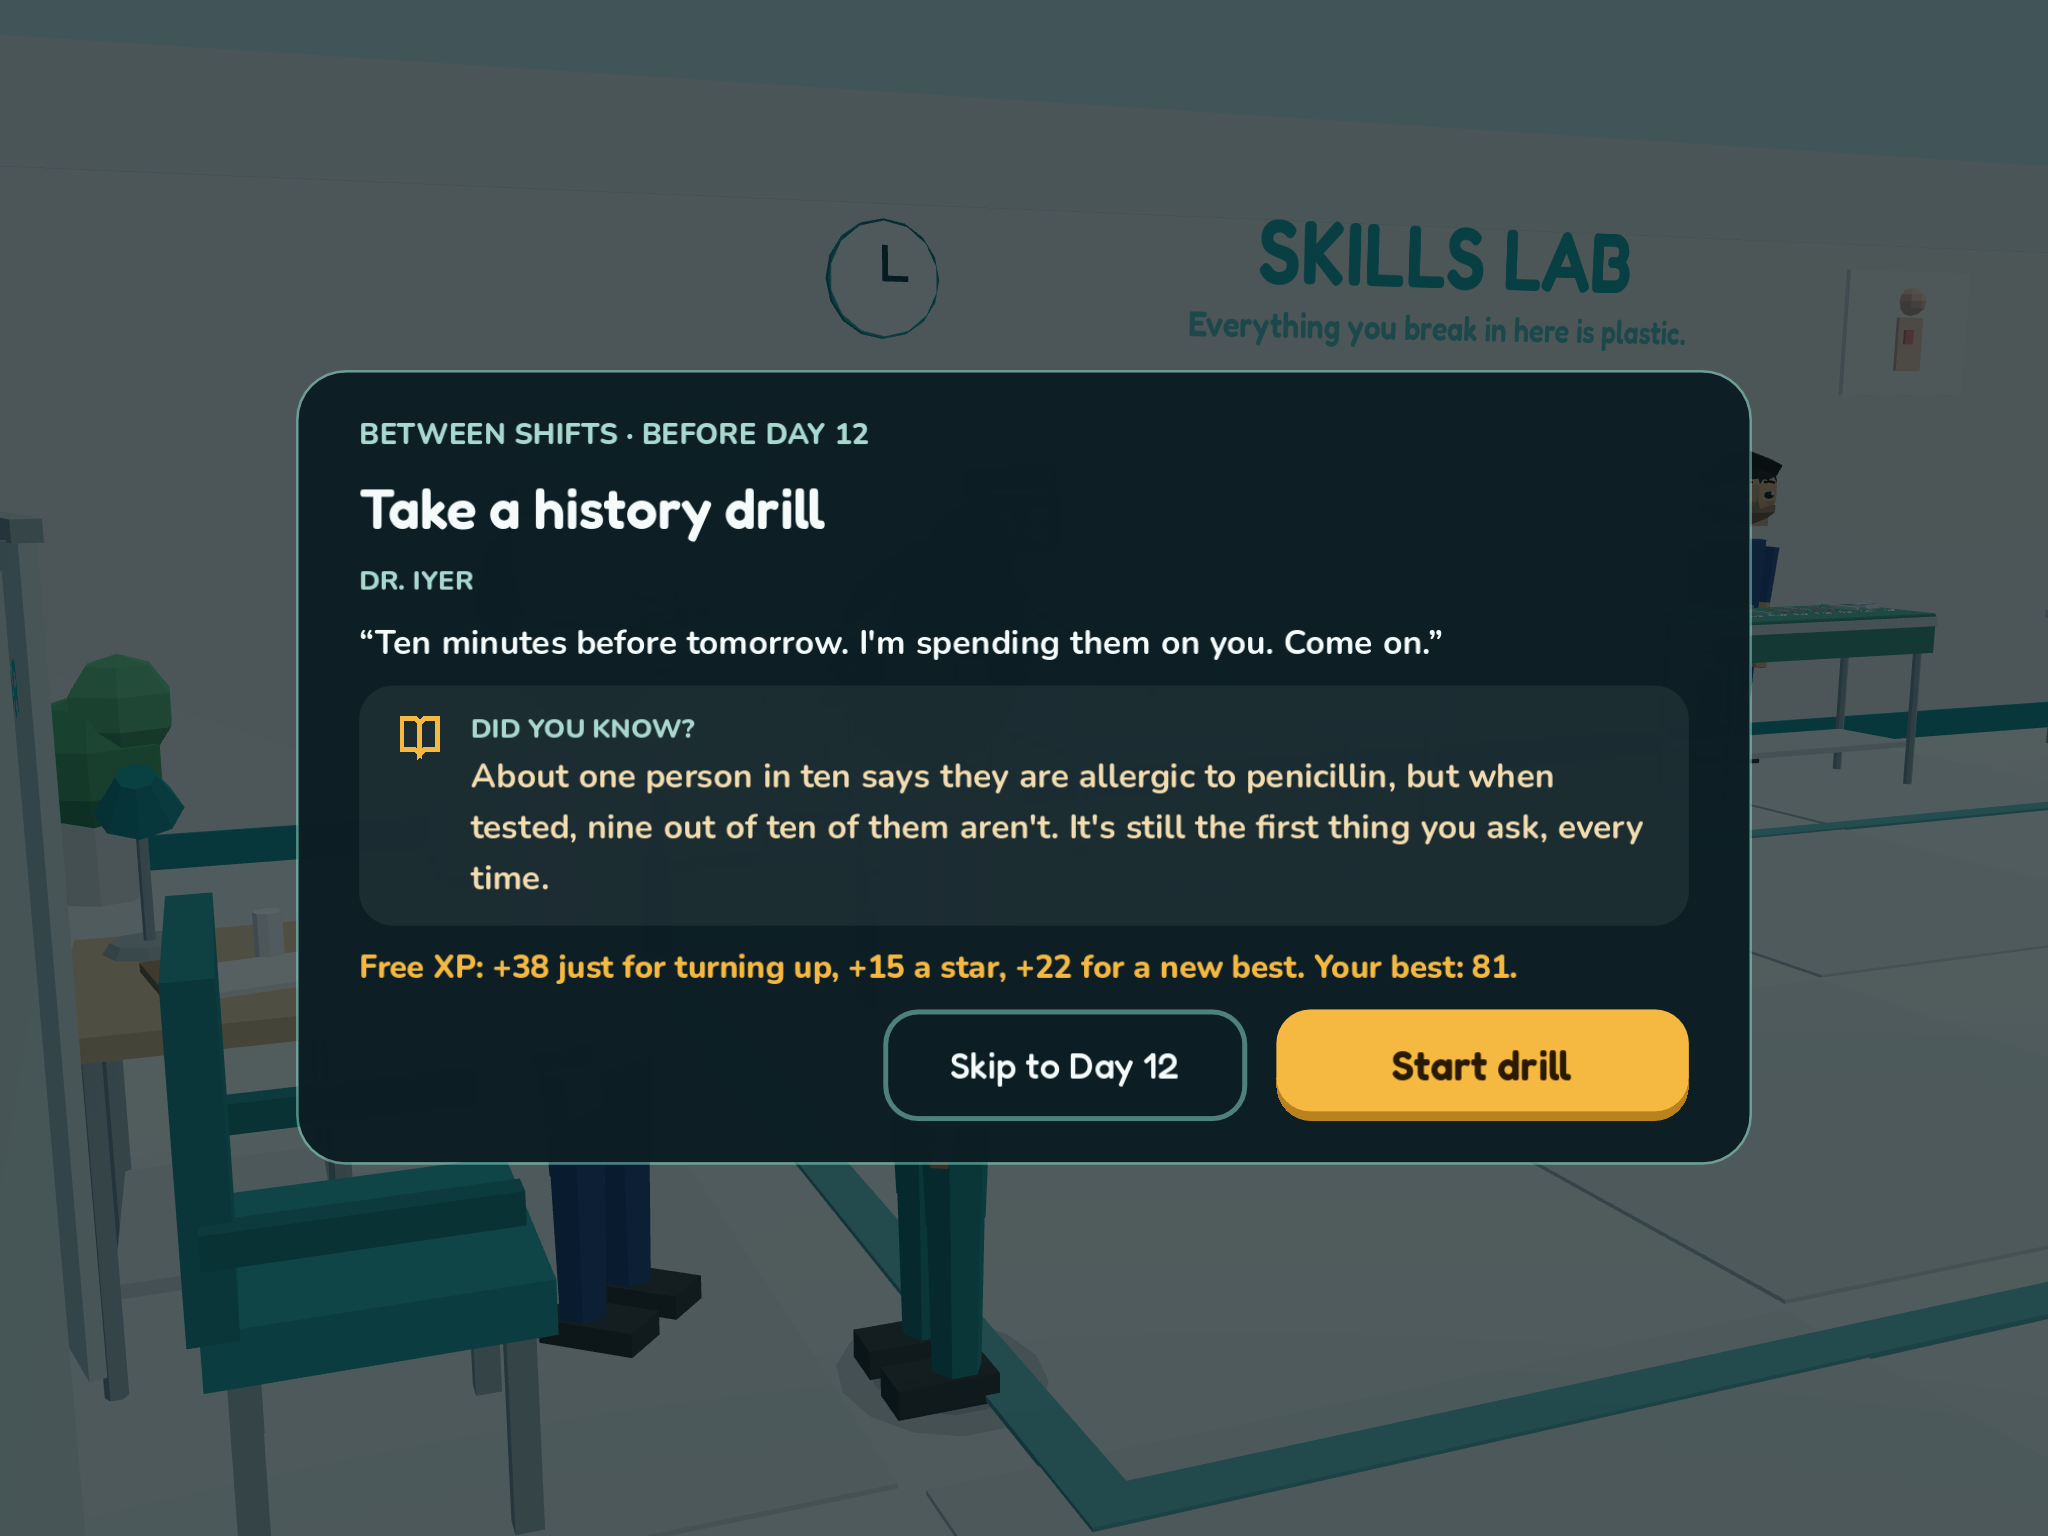 SKILLS LAB
Everything you break in here is plastic.
BETWEEN SHIFTS · BEFORE DAY 12
Take a history drill
DR. IYER
“Ten minutes before tomorrow. I'm spending them on you. Come on.”
DID YOU KNOW?
About one person in ten says they are allergic to penicillin, but when
tested, nine out of ten of them aren't. It's still the first thing you ask, every
time.
Free XP: +38 just for turning up, +15 a star, +22 for a new best. Your best: 81.
Skip to Day 12
Start drill